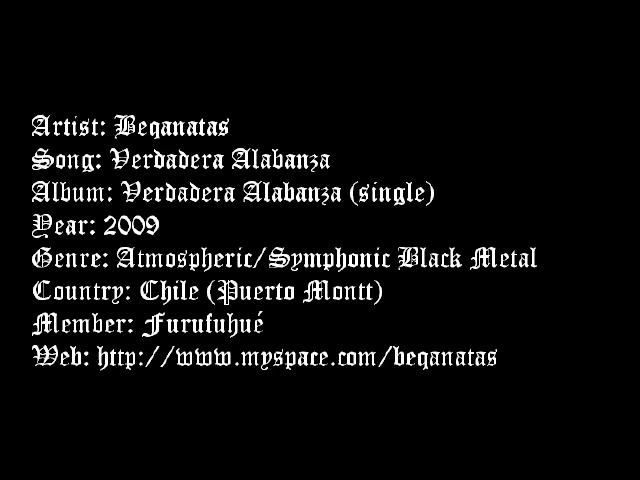 Artist: Beqanatas
Song: Verdadera Alabanza
Album: Verdadera Alabanza (single)
Year: 2009
Genre: Atmospheric/Symphonic Black Metal
Country: Chile (Puerto Montt)
Member: Furufuhué
Web: http://www.myspace.com/beqanatas